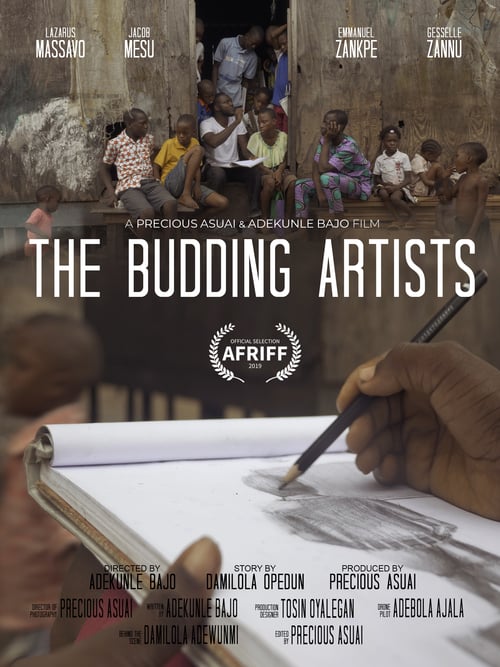 LAZARUS MASSAVO
JACOB MESU
EMMANUEL ZANKPE
GESSELLE ZANNU
A PRECIOUS ASUAI & ADEKUNLE BAJO FILM
THE BUDDING ARTISTS
OFFICIAL SELECTION
AFRIFF
2019
DIRECTED BY
ADEKUNLE BAJO
STORY BY
DAMILOLA OPEDUN
PRODUCED BY
PRECIOUS ASUAI
DIRECTOR OF PHOTOGRAPHY PRECIOUS ASUAI
WRITTEN BY ADEKUNLE BAJO
PRODUCTION DESIGNER TOSIN OYALEGAN
DRONE PILOT ADEBOLA AJALA
BEHIND THE SCENE DAMILOLA ADEWUNMI
EDITED BY PRECIOUS ASUAI